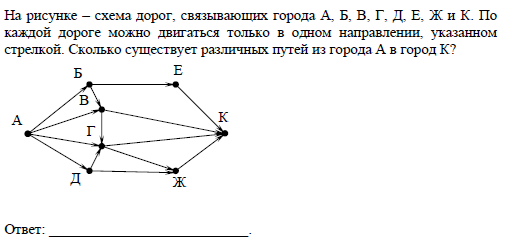 На рисунке – схема дорог, связывающих города А, Б, В, Г, Д, Е, Ж и К. По
каждой дороге можно двигаться только в одном направлении, указанном
стрелкой. Сколько существует различных путей из города А в город К?
Б
Е
В
А
К
Г
Д
Ж
Ответ: ____________________________.